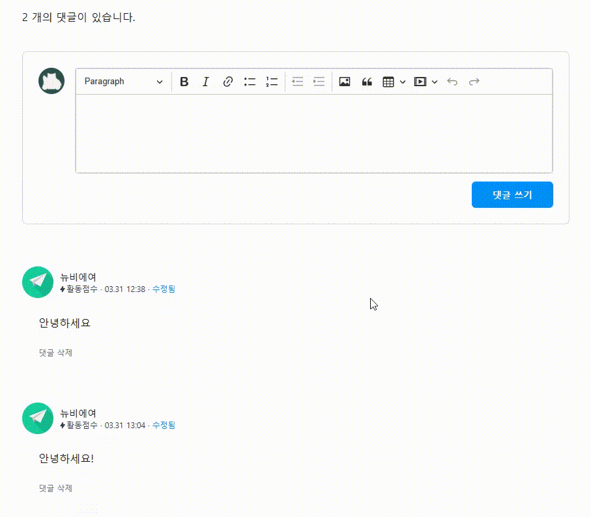 2 개의 댓글이 있습니다.
Paragraph
댓글 쓰기
뉴비에여
활동점수 · 03.31 12:38 · 수정됨
안녕하세요
댓글 삭제
뉴비에여
활동점수 · 03.31 13:04 · 수정됨
안녕하세요!
댓글 삭제